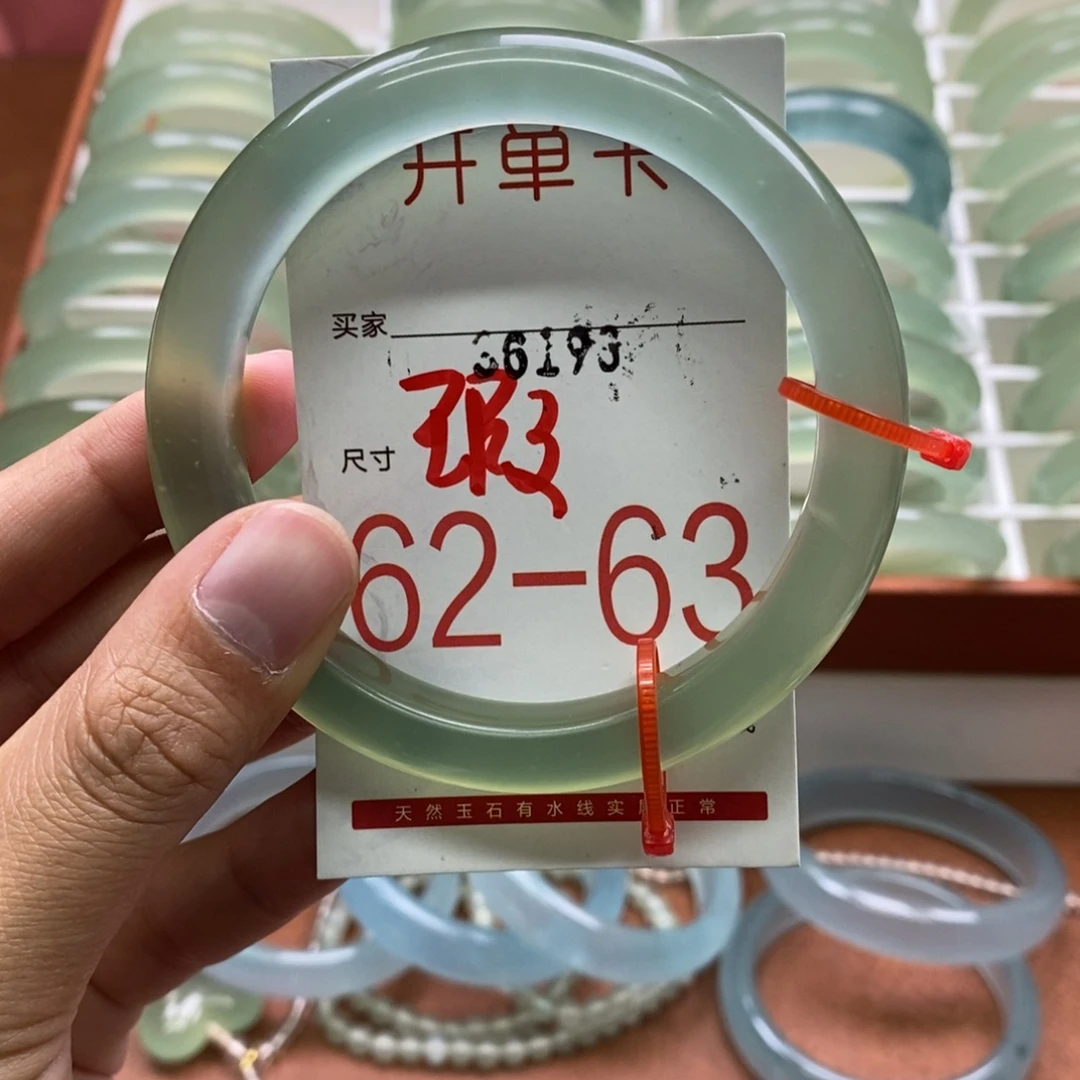 开单卡
买家
36193
瑕
尺寸
62-63
天然玉石有水线实属正常